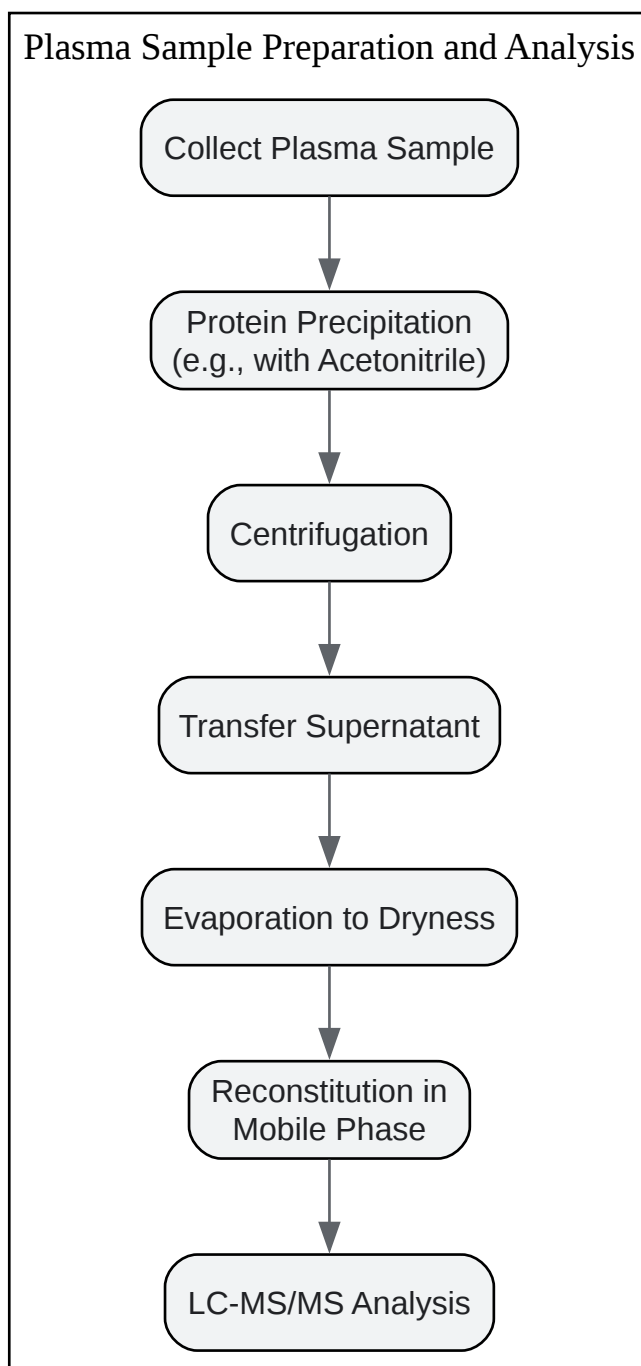 Plasma Sample Preparation and Analysis
Collect Plasma Sample
Protein Precipitation
(e.g., with Acetonitrile)
Centrifugation
Transfer Supernatant
Evaporation to Dryness
Reconstitution in
Mobile Phase
LC-MS/MS Analysis